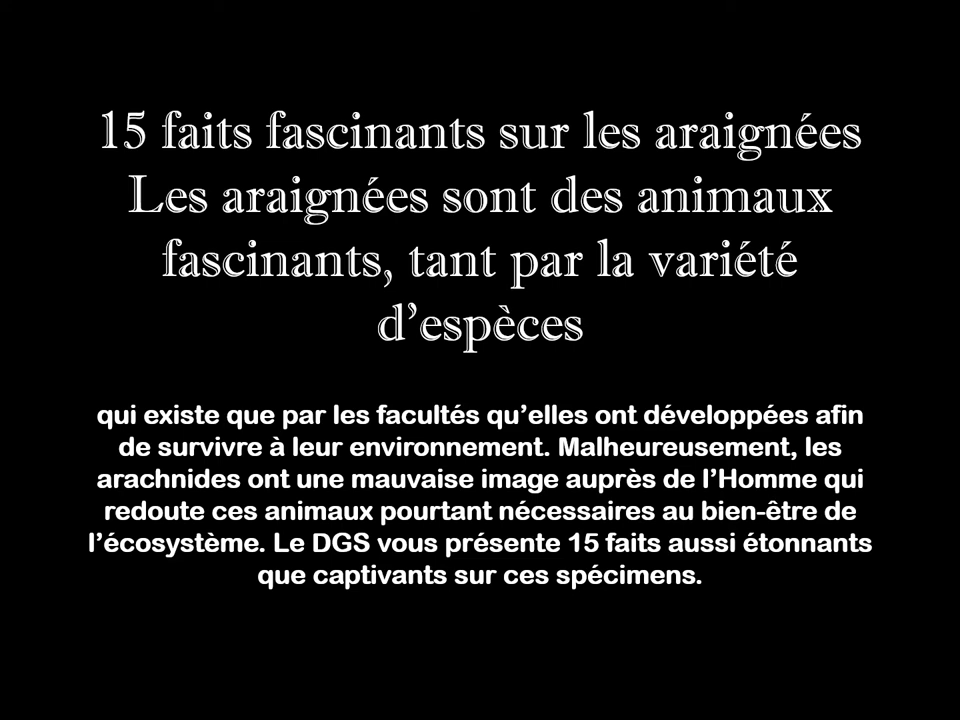 15 faits fascinants sur les araignées
Les araignées sont des animaux
fascinants, tant par la variété
d’espèces
qui existe que par les facultés qu’elles ont développées afin
de survivre à leur environnement. Malheureusement, les
arachnides ont une mauvaise image auprès de l’Homme qui
redoute ces animaux pourtant nécessaires au bien-être de
l’écosystème. Le DGS vous présente 15 faits aussi étonnants
que captivants sur ces spécimens.